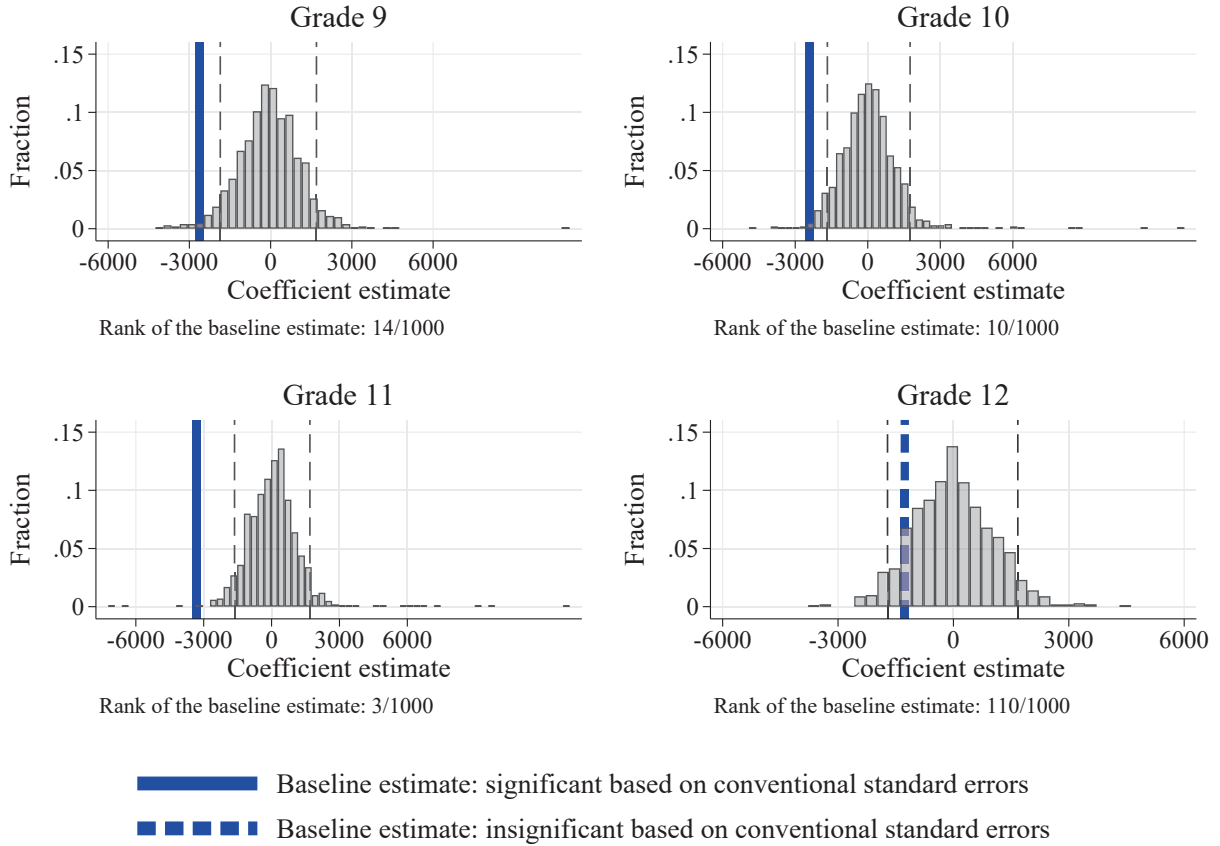 Grade 9
.15
.1
.05
0
Fraction
-6000 -3000 0 3000 6000
Coefficient estimate
Rank of the baseline estimate: 14/1000
Grade 10
.15
.1
.05
0
Fraction
-6000 -3000 0 3000 6000
Coefficient estimate
Rank of the baseline estimate: 10/1000
Grade 11
.15
.1
.05
0
Fraction
-6000 -3000 0 3000 6000
Coefficient estimate
Rank of the baseline estimate: 3/1000
Grade 12
.15
.1
.05
0
Fraction
-6000 -3000 0 3000 6000
Coefficient estimate
Rank of the baseline estimate: 110/1000
Baseline estimate: significant based on conventional standard errors
Baseline estimate: insignificant based on conventional standard errors